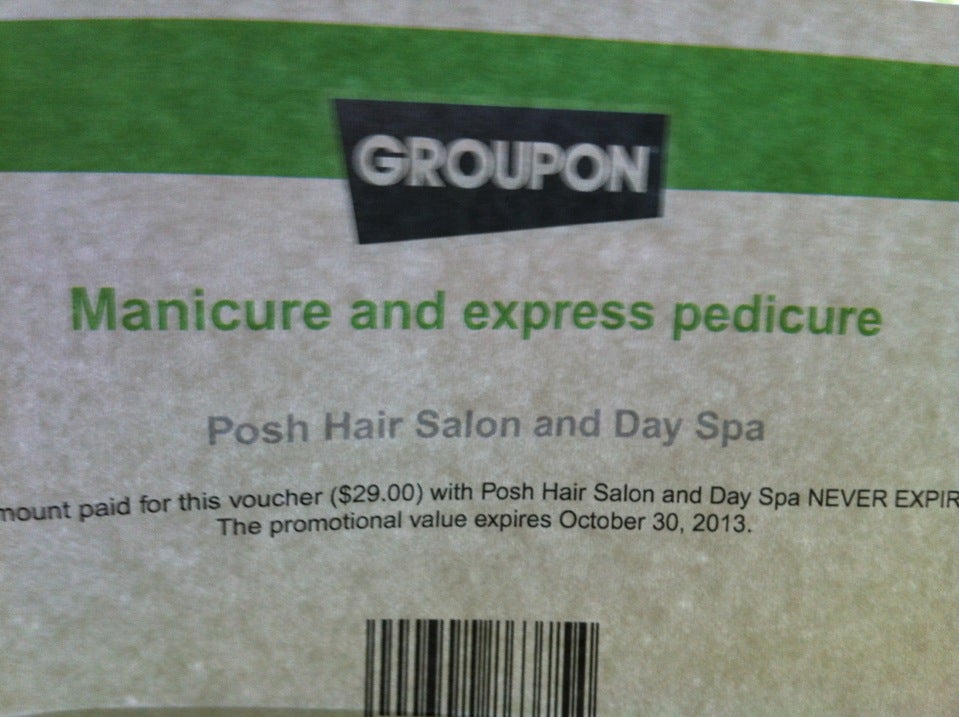 GROUPON
Manicure and express pedicure
Posh Hair Salon and Day Spa
mount paid for this voucher ($29.00) with Posh Hair Salon and Day Spa NEVER EXPIR
The promotional value expires October 30, 2013.